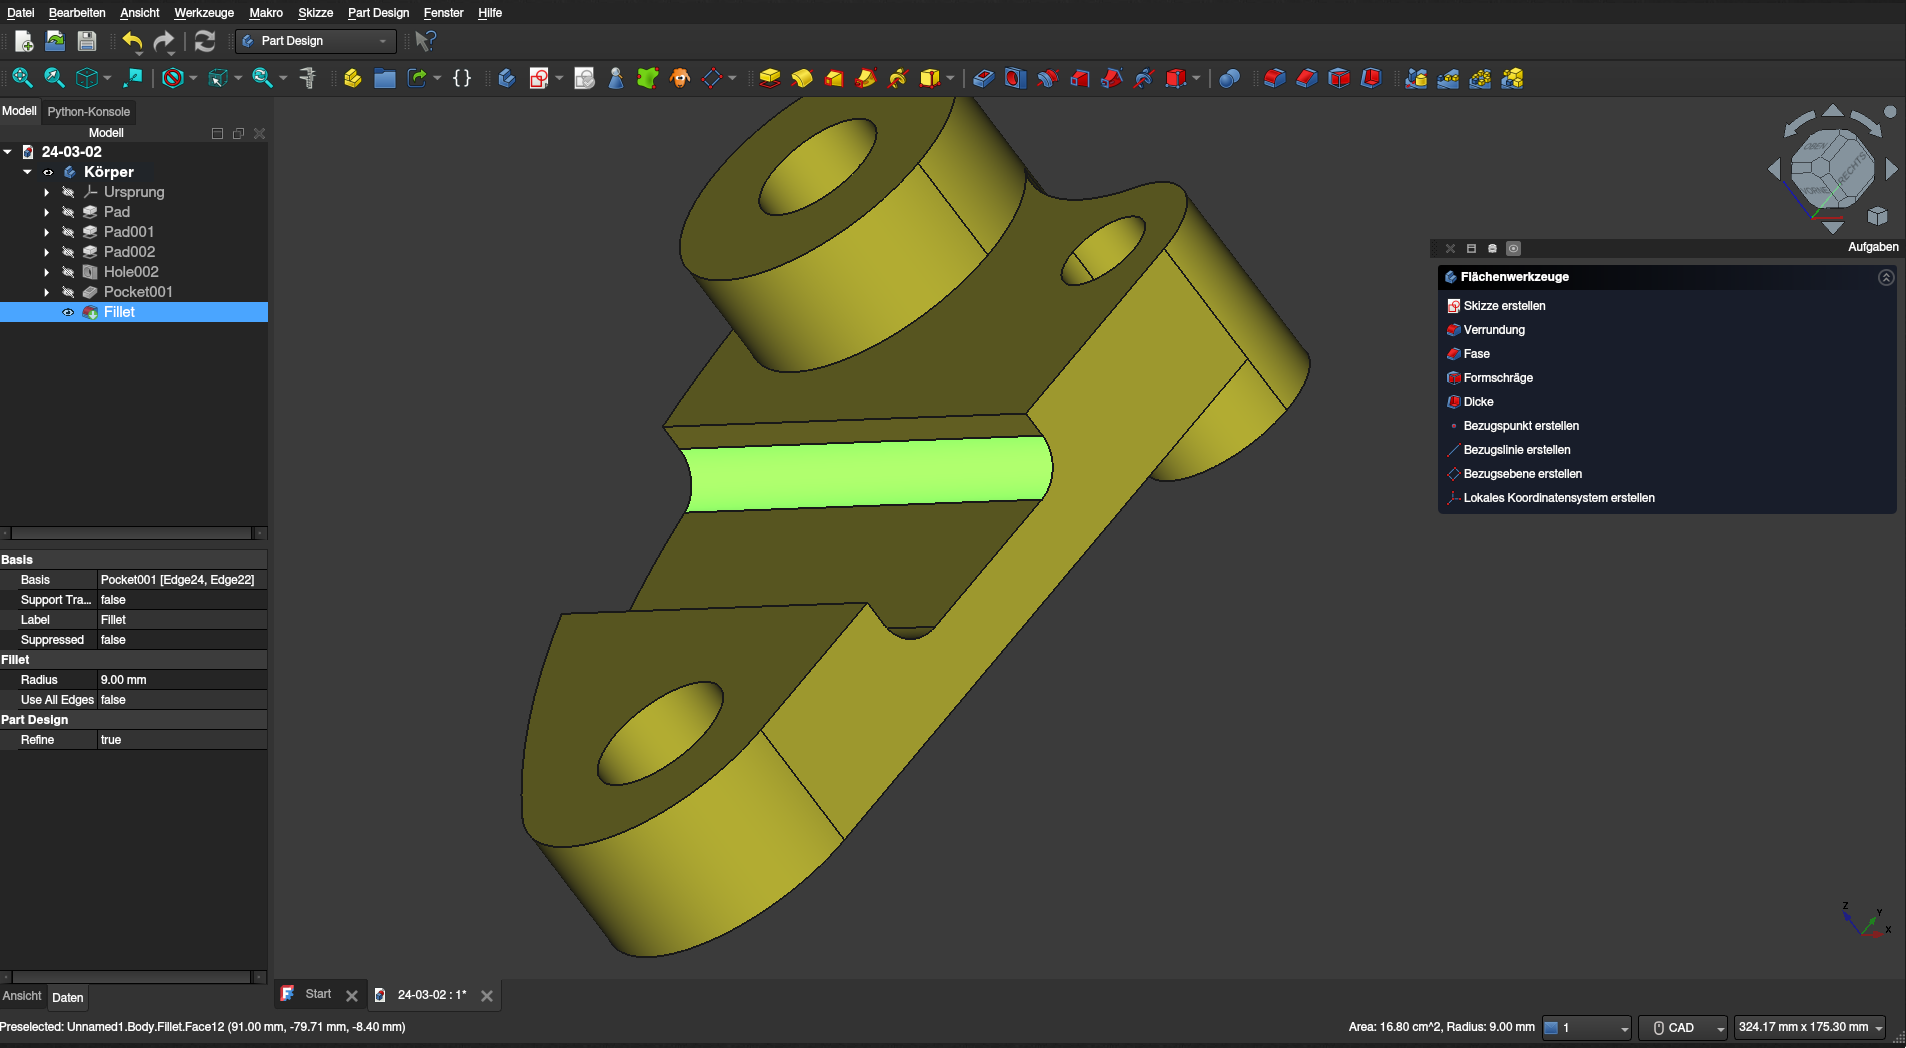 Datei Bearbeiten Ansicht Werkzeuge Makro Skizze Part Design Fenster Hilfe
Part Design
Modell Python-Konsole
Modell
24-03-02
Körper
Ursprung
Pad
Pad001
Pad002
Hole002
Pocket001
Fillet
RECHTS
Aufgaben
Flächenwerkzeuge
Skizze erstellen
Verrundung
Fase
Formschräge
Dicke
Bezugspunkt erstellen
Bezugslinie erstellen
Bezugsebene erstellen
Lokales Koordinatensystem erstellen
Basis
Basis Pocket001 [Edge24, Edge22]
Support Tra... false
Label Fillet
Suppressed false
Fillet
Radius 9.00 mm
Use All Edges false
Part Design
Refine true
Z
Y
X
Ansicht Daten
Start
24-03-02 : 1*
Preselected: Unnamed1.Body.Fillet.Face12 (91.00 mm, -79.71 mm, -8.40 mm)
Area: 16.80 cm^2, Radius: 9.00 mm
1
CAD
324.17 mm x 175.30 mm